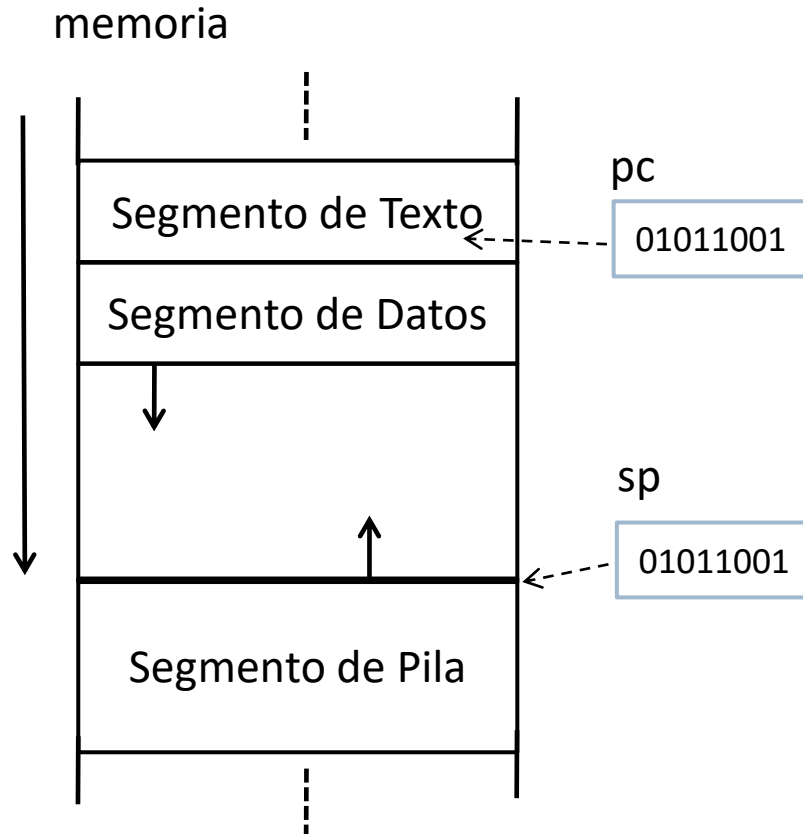 memoria
Segmento de Texto
pc
01011001
Segmento de Datos
sp
01011001
Segmento de Pila